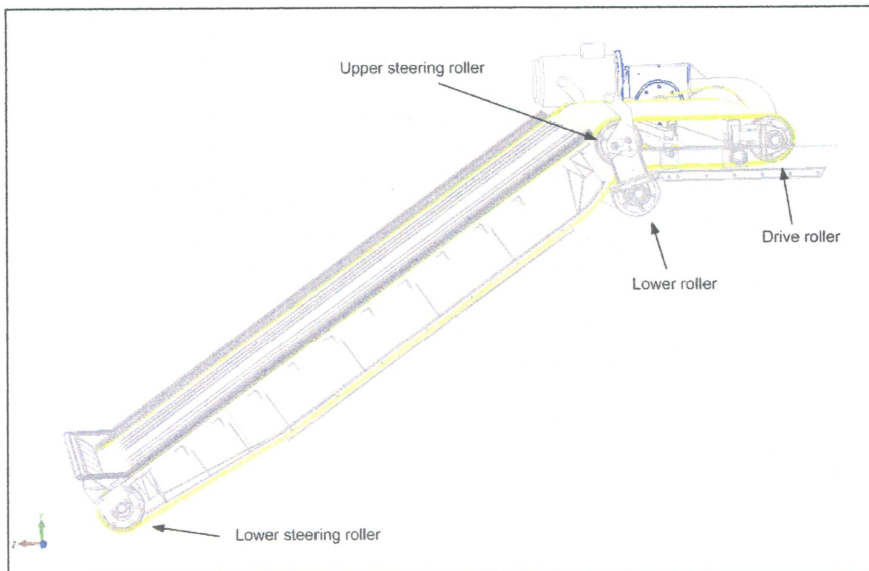 Upper steering roller
Drive roller
Lower roller
Lower steering roller
Z